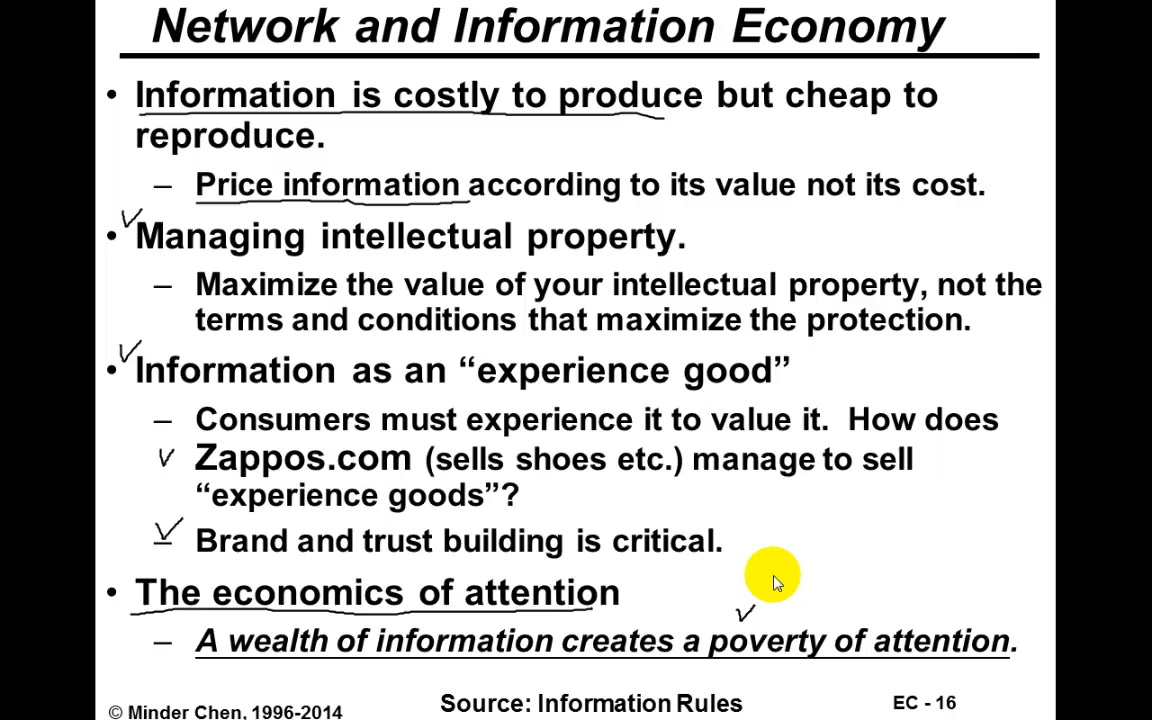 Network and Information Economy
• Information is costly to produce but cheap to
reproduce.
– Price information according to its value not its cost.
• Managing intellectual property.
– Maximize the value of your intellectual property, not the
terms and conditions that maximize the protection.
• Information as an “experience good”
– Consumers must experience it to value it. How does
Zappos.com (sells shoes etc.) manage to sell
“experience goods”?
– Brand and trust building is critical.
• The economics of attention
– A wealth of information creates a poverty of attention.
© Minder Chen, 1996-2014 Source: Information Rules EC - 16